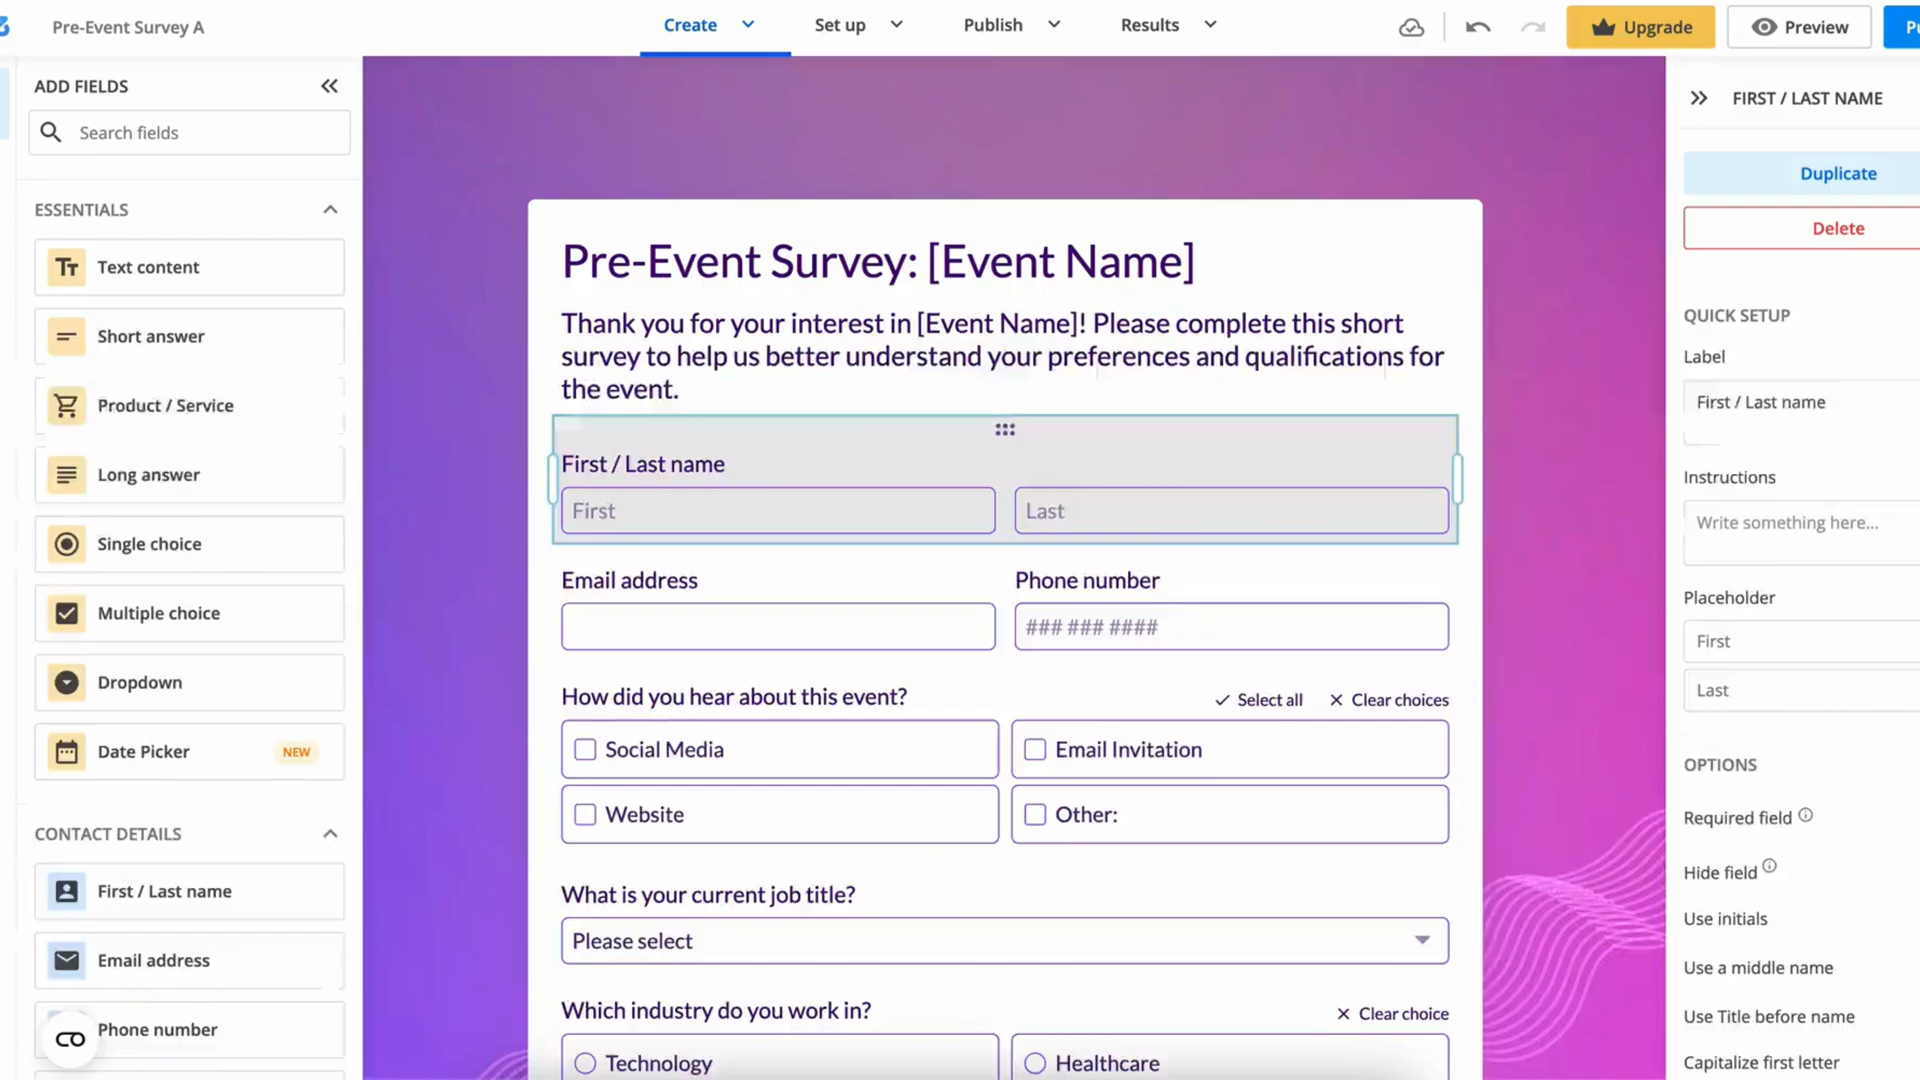 Pre-Event Survey A
Create
Set up
Publish
Results
Upgrade
Preview
ADD FIELDS
Search fields
ESSENTIALS
Text content
Short answer
Product / Service
Long answer
Single choice
Multiple choice
Dropdown
Date Picker
NEW
CONTACT DETAILS
First / Last name
Email address
Phone number
Pre-Event Survey: [Event Name]
Thank you for your interest in [Event Name]! Please complete this short
survey to help us better understand your preferences and qualifications for
the event.
First / Last name
First
Last
Email address
Phone number
### ### ####
How did you hear about this event?
Select all
Clear choices
Social Media
Email Invitation
Website
Other:
What is your current job title?
Please select
Which industry do you work in?
Clear choice
Technology
Healthcare
FIRST / LAST NAME
Duplicate
Delete
QUICK SETUP
Label
First / Last name
Instructions
Write something here...
Placeholder
First
Last
OPTIONS
Required field
Hide field
Use initials
Use a middle name
Use Title before name
Capitalize first letter